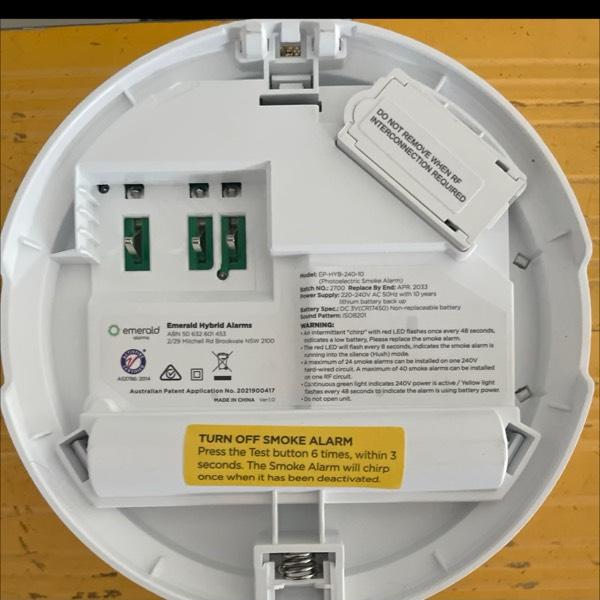 DO NOT REMOVE WHEN RF
INTERCONNECTION REQUIRED
Model: EP-HYB-240-10
(Photoelectric Smoke Alarm)
Batch NO.: 2700 Replace By End: APR. 2033
Power Supply: 220-240V AC 50Hz with 10 years
lithium battery back up
Battery Spec.: DC 3V(CR17450) Non-replaceable battery
Sound Pattern: ISO8201
WARNING:
• An intermittent "chirp" with red LED flashes once every 48 seconds,
indicates a low battery, Please replace the smoke alarm.
• The red LED will flash every 8 seconds, indicates the smoke alarm is
running into the silence (Hush) mode.
• A maximum of 24 smoke alarms can be installed on one 240V
hard-wired circuit. A maximum of 40 smoke alarms can be installed
on one RF circuit.
• Continuous green light indicates 240V power is active / Yellow light
flashes every 48 seconds to indicate the alarm is using battery power.
• Do not open unit.
emerald
alarms
Emerald Hybrid Alarms
ABN 50 632 601 453
2/29 Mitchell Rd Brookvale NSW 2100
AS3786:2014
Australian Patent Application No. 2021900417
MADE IN CHINA Ver1.0
TURN OFF SMOKE ALARM
Press the Test button 6 times, within 3
seconds. The Smoke Alarm will chirp
once when it has been deactivated.